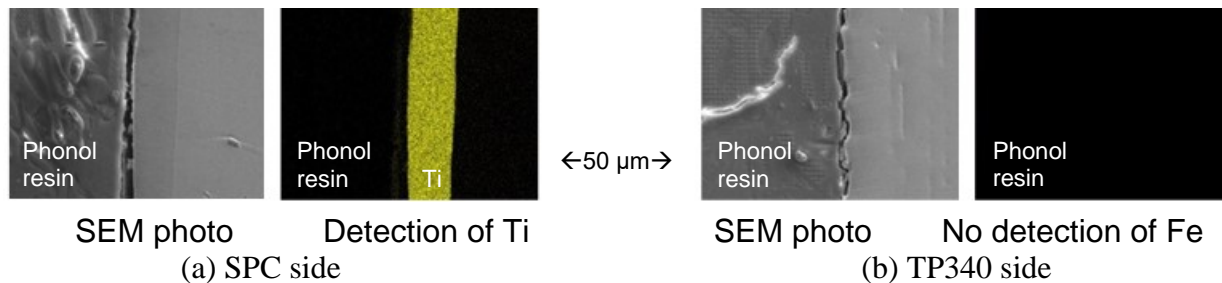 Phonol
resin
Phonol
resin
Ti
←50 μm→
Phonol
resin
Phonol
resin
SEM photo
Detection of Ti
SEM photo
No detection of Fe
(a) SPC side
(b) TP340 side